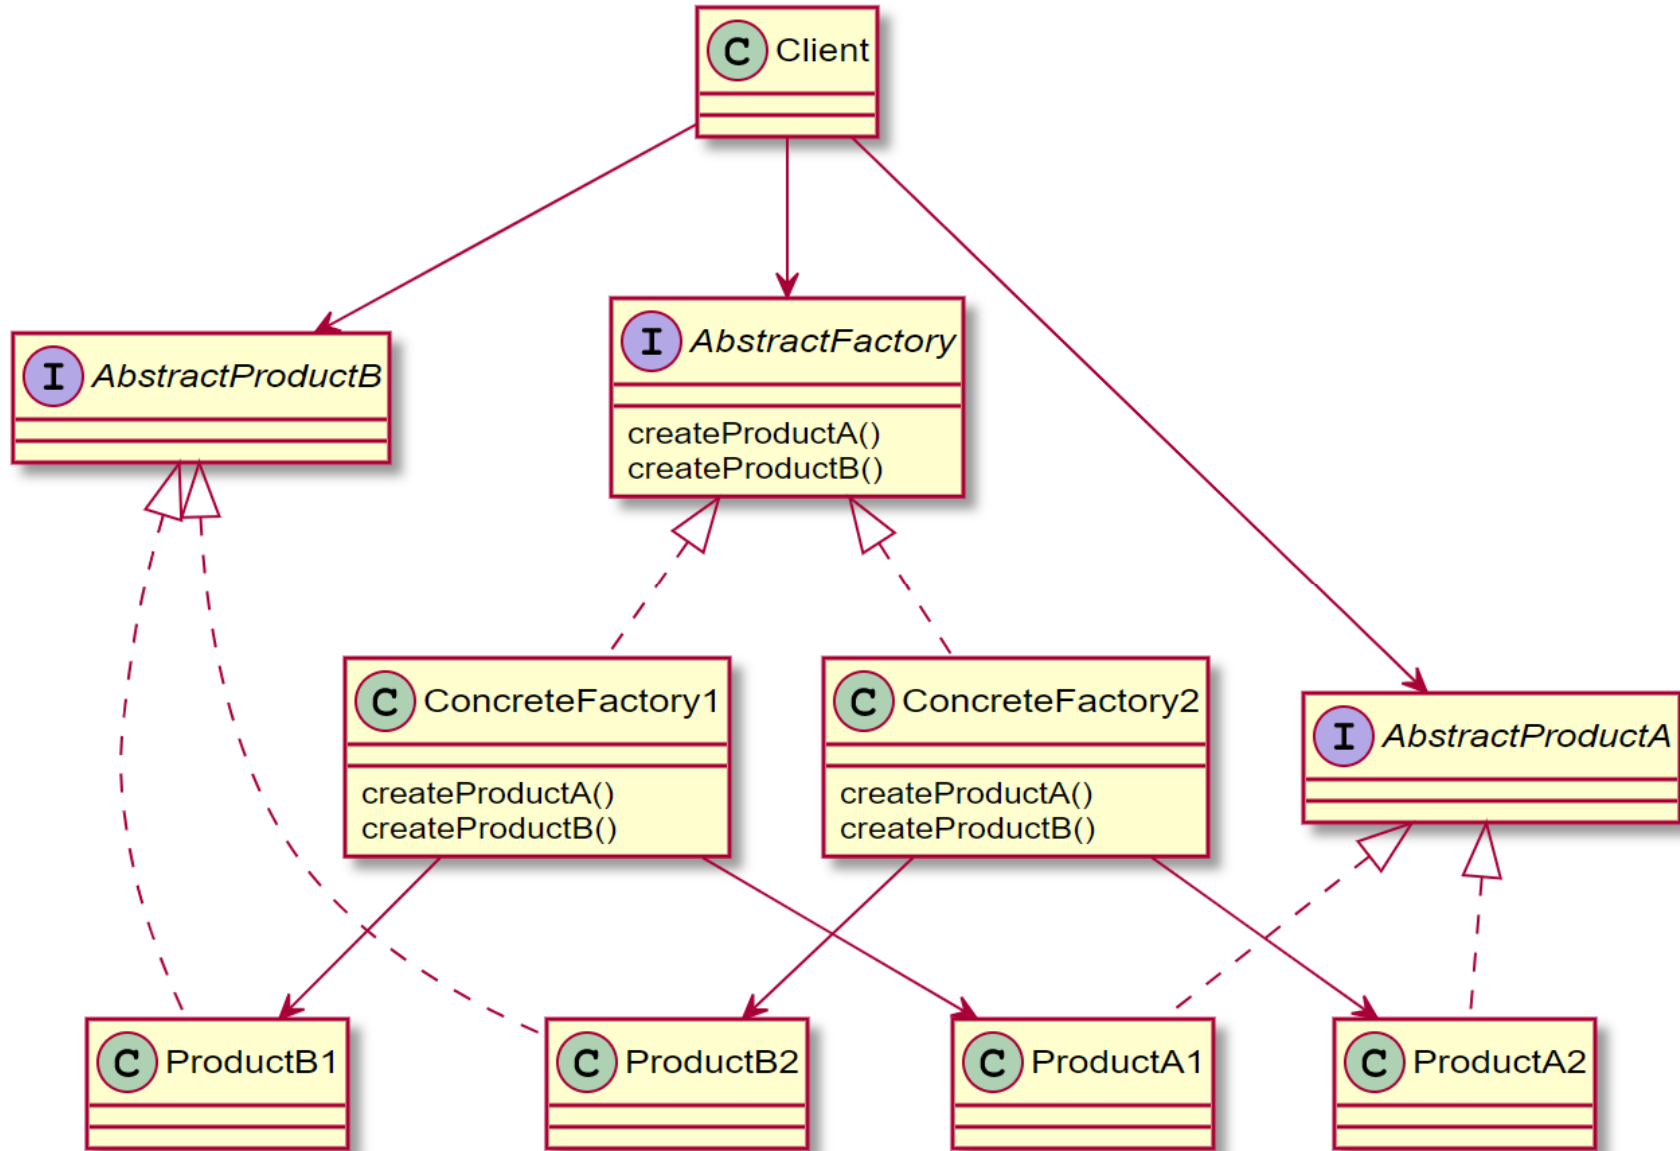 C Client
I AbstractProductB
I AbstractFactory
createProductA()
createProductB()
C ConcreteFactory1
createProductA()
createProductB()
C ConcreteFactory2
createProductA()
createProductB()
I AbstractProductA
C ProductB1
C ProductB2
C ProductA1
C ProductA2